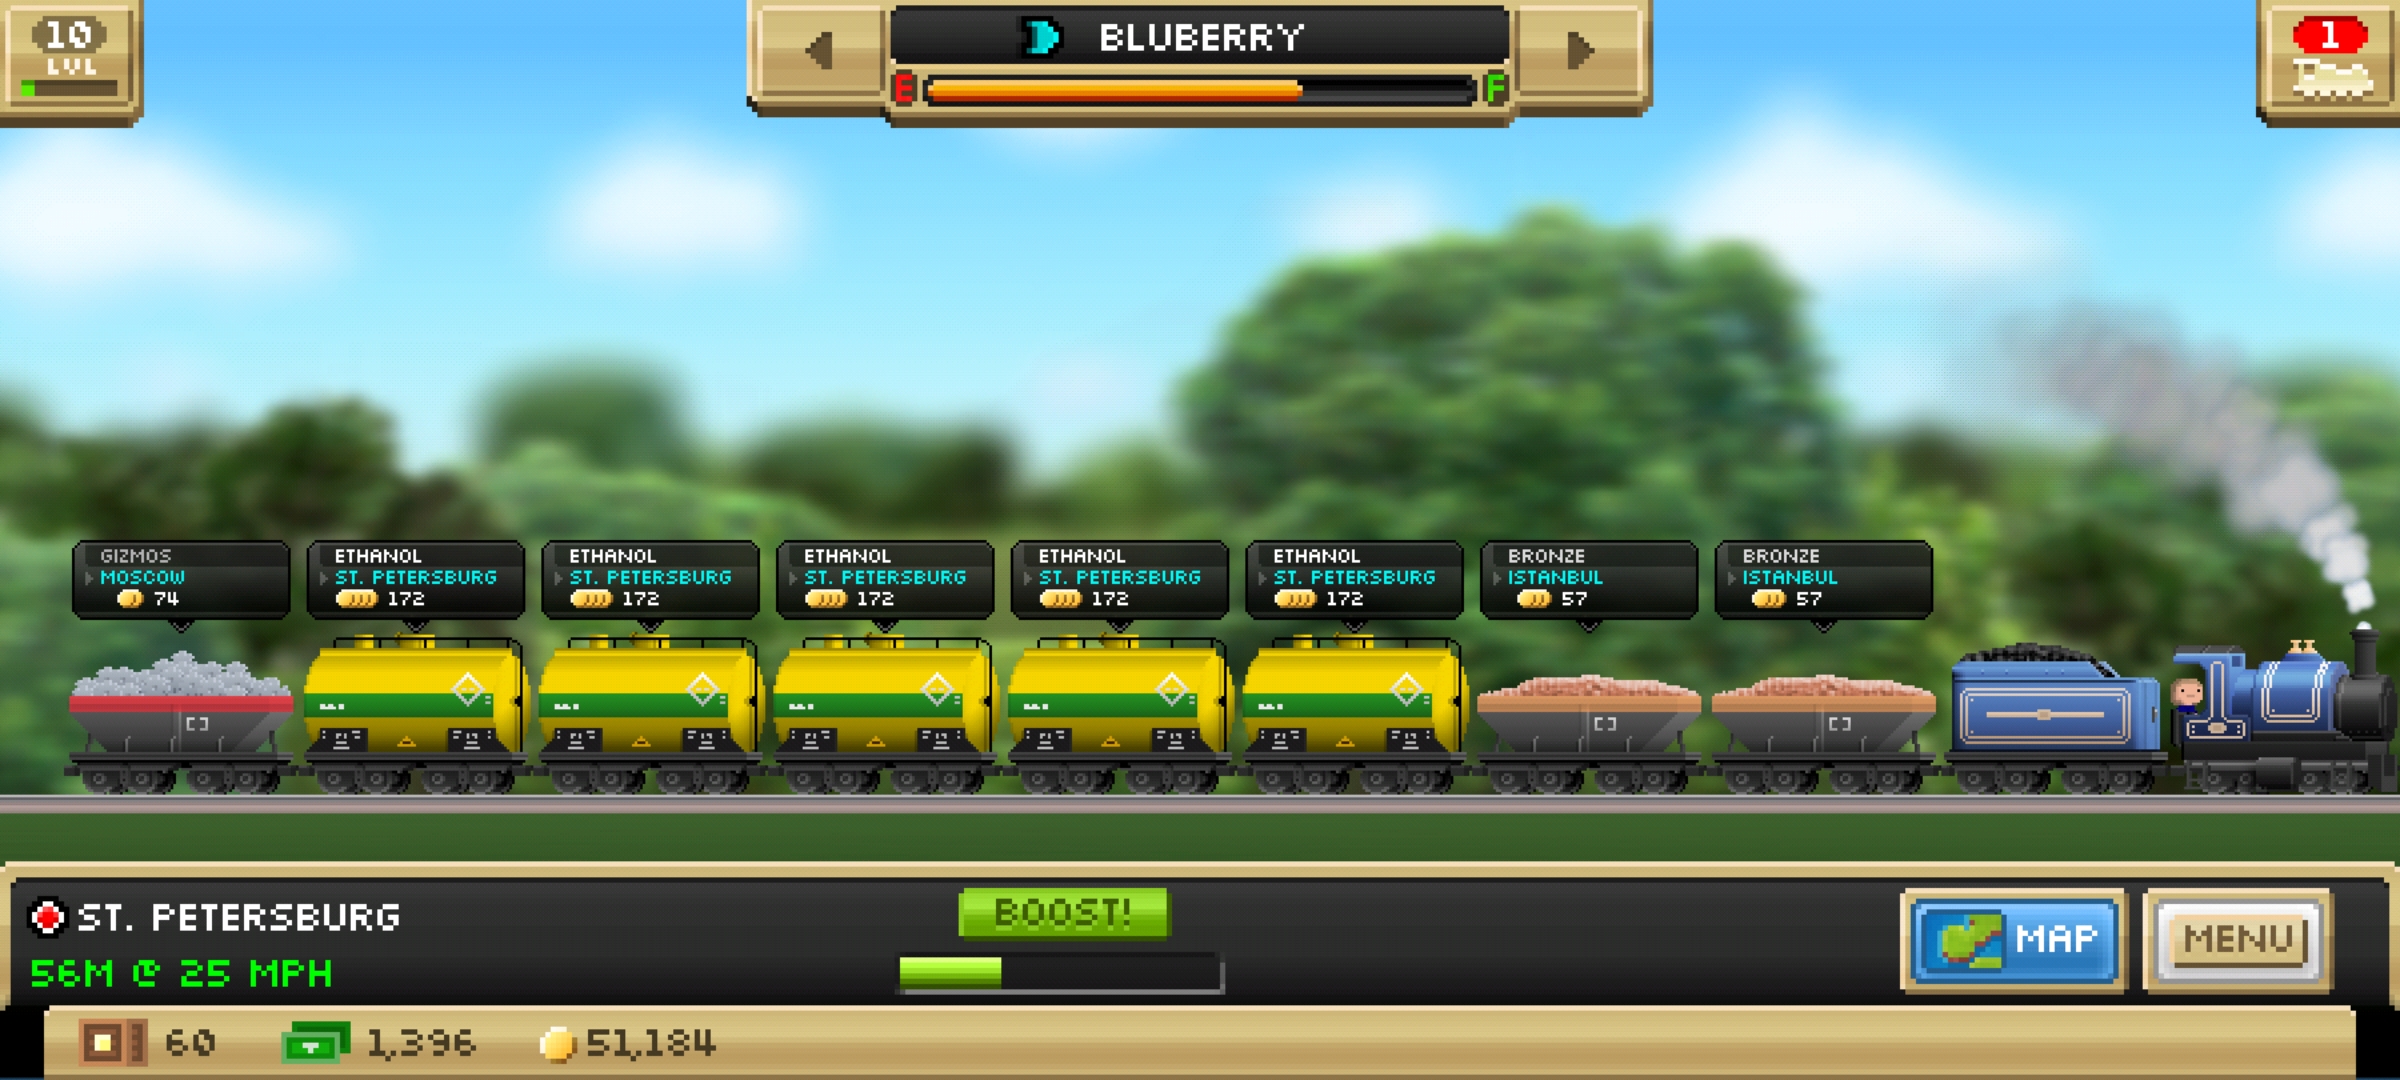 10
LVL
BLUBERRY
E F
1
GIZMOS
MOSCOW
74
ETHANOL
ST. PETERSBURG
172
ETHANOL
ST. PETERSBURG
172
ETHANOL
ST. PETERSBURG
172
ETHANOL
ST. PETERSBURG
172
ETHANOL
ST. PETERSBURG
172
BRONZE
ISTANBUL
57
BRONZE
ISTANBUL
57
ST. PETERSBURG
56M @ 25 MPH
BOOST!
MAP
MENU
60
1,396
51,184